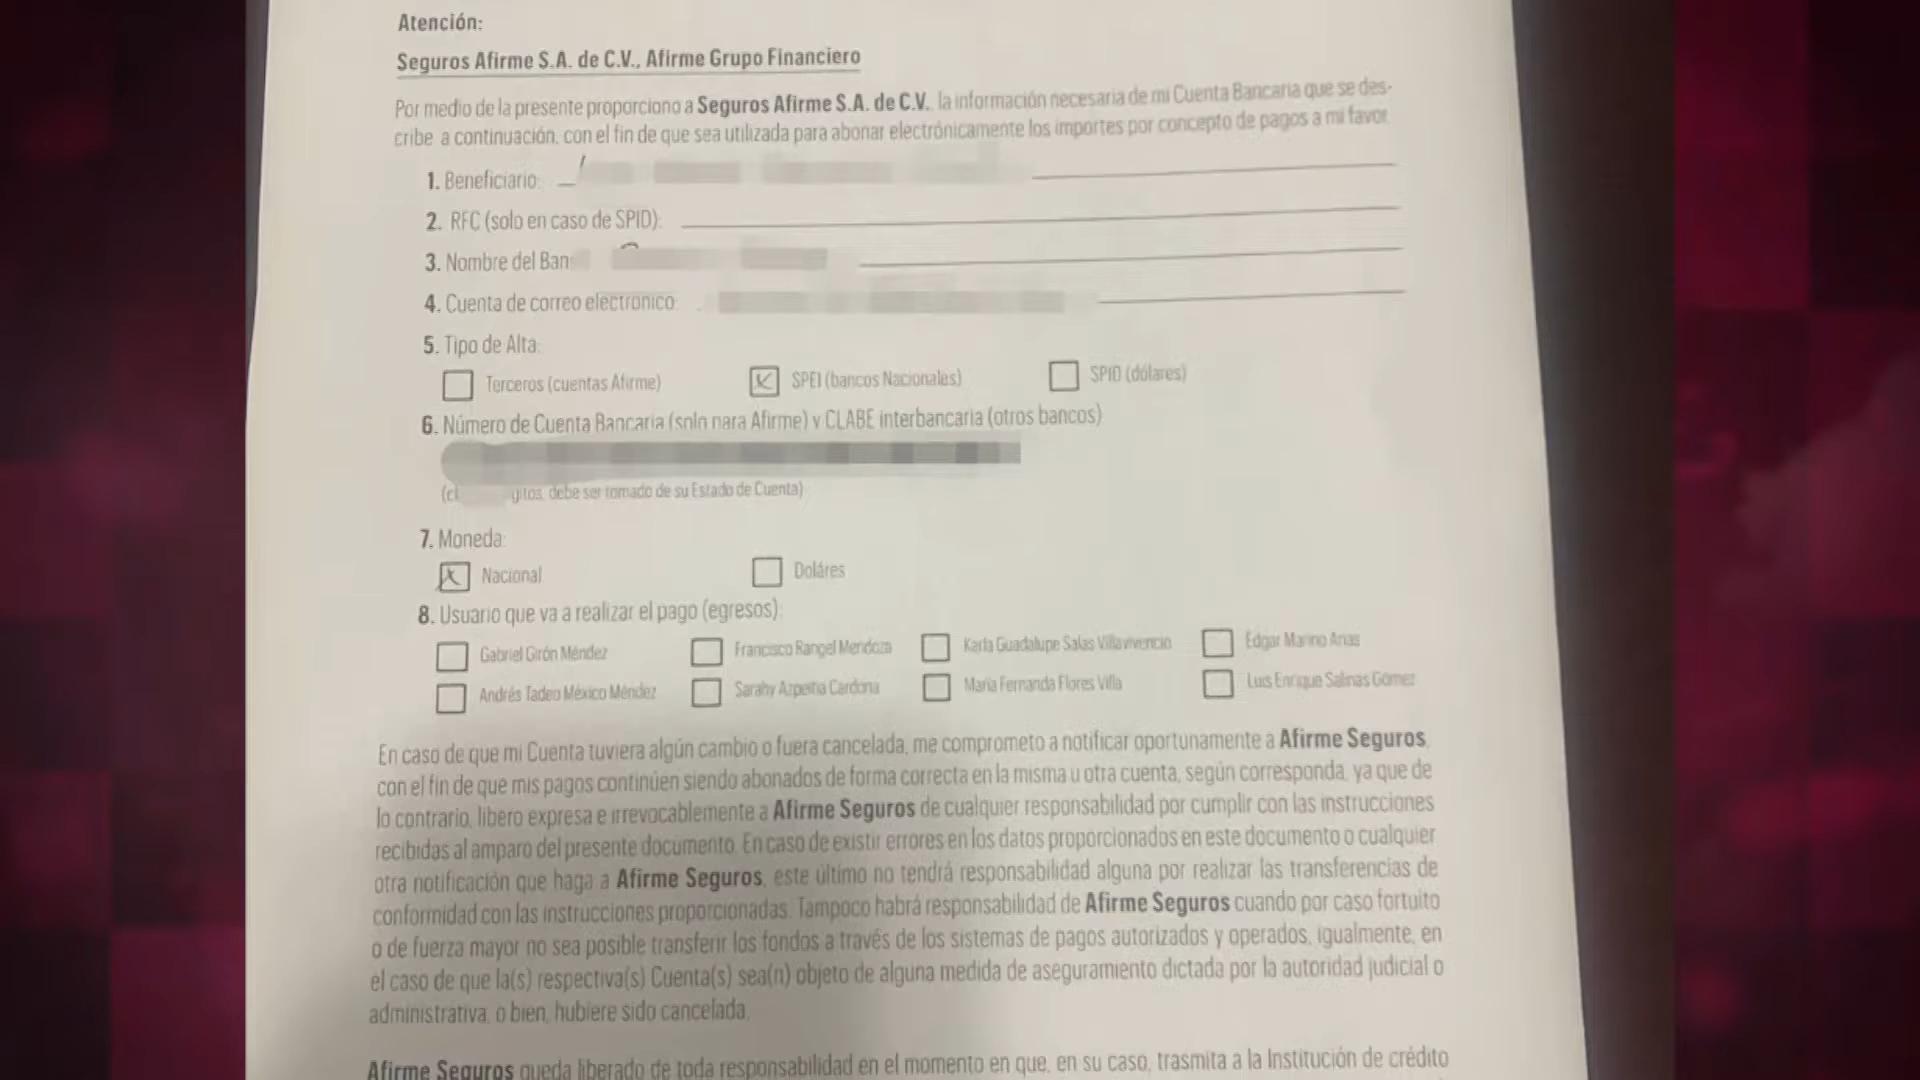 Atención:
Seguros Afirme S.A. de C.V., Afirme Grupo Financiero
Por medio de la presente proporciono a Seguros Afirme S.A. de C.V. la información necesaria de mi Cuenta Bancaria que se des-
cribe a continuación, con el fin de que sea utilizada para abonar electrónicamente los importes por concepto de pagos a mi favor.
1. Beneficiario:
2. RFC (solo en caso de SPID):
3. Nombre del Ban
4. Cuenta de correo electronico:
5. Tipo de Alta:
Terceros (cuentas Afirme) SPEI (bancos Nacionales) SPID (dólares)
6. Número de Cuenta Bancaria (solo para Afirme) y CLABE interbancaria (otros bancos)
gitos, debe ser tomado de su Estado de Cuenta)
7. Moneda:
Nacional Doláres
8. Usuario que va a realizar el pago (egresos):
Gabriel Girón Méndez Francisco Rangel Mendoza Karla Guadalupe Salas Villavivencio Edgar Marino Arias
Andrés Tadeo México Méndez Sarahy Azpeitia Cardona María Fernanda Flores Villa Luis Enrique Salinas Gómez
En caso de que mi Cuenta tuviera algún cambio o fuera cancelada, me comprometo a notificar oportunamente a Afirme Seguros,
con el fin de que mis pagos continúen siendo abonados de forma correcta en la misma u otra cuenta, según corresponda, ya que de
lo contrario, libero expresa e irrevocablemente a Afirme Seguros de cualquier responsabilidad por cumplir con las instrucciones
recibidas al amparo del presente documento. En caso de existir errores en los datos proporcionados en este documento o cualquier
otra notificación que haga a Afirme Seguros, este último no tendrá responsabilidad alguna por realizar las transferencias de
conformidad con las instrucciones proporcionadas. Tampoco habrá responsabilidad de Afirme Seguros cuando por caso fortuito
o de fuerza mayor no sea posible transferir los fondos a través de los sistemas de pagos autorizados y operados, igualmente, en
el caso de que la(s) respectiva(s) Cuenta(s) sea(n) objeto de alguna medida de aseguramiento dictada por la autoridad judicial o
administrativa, o bien, hubiere sido cancelada.
Afirme Seguros queda liberado de toda responsabilidad en el momento en que, en su caso, trasmita a la Institución de crédito